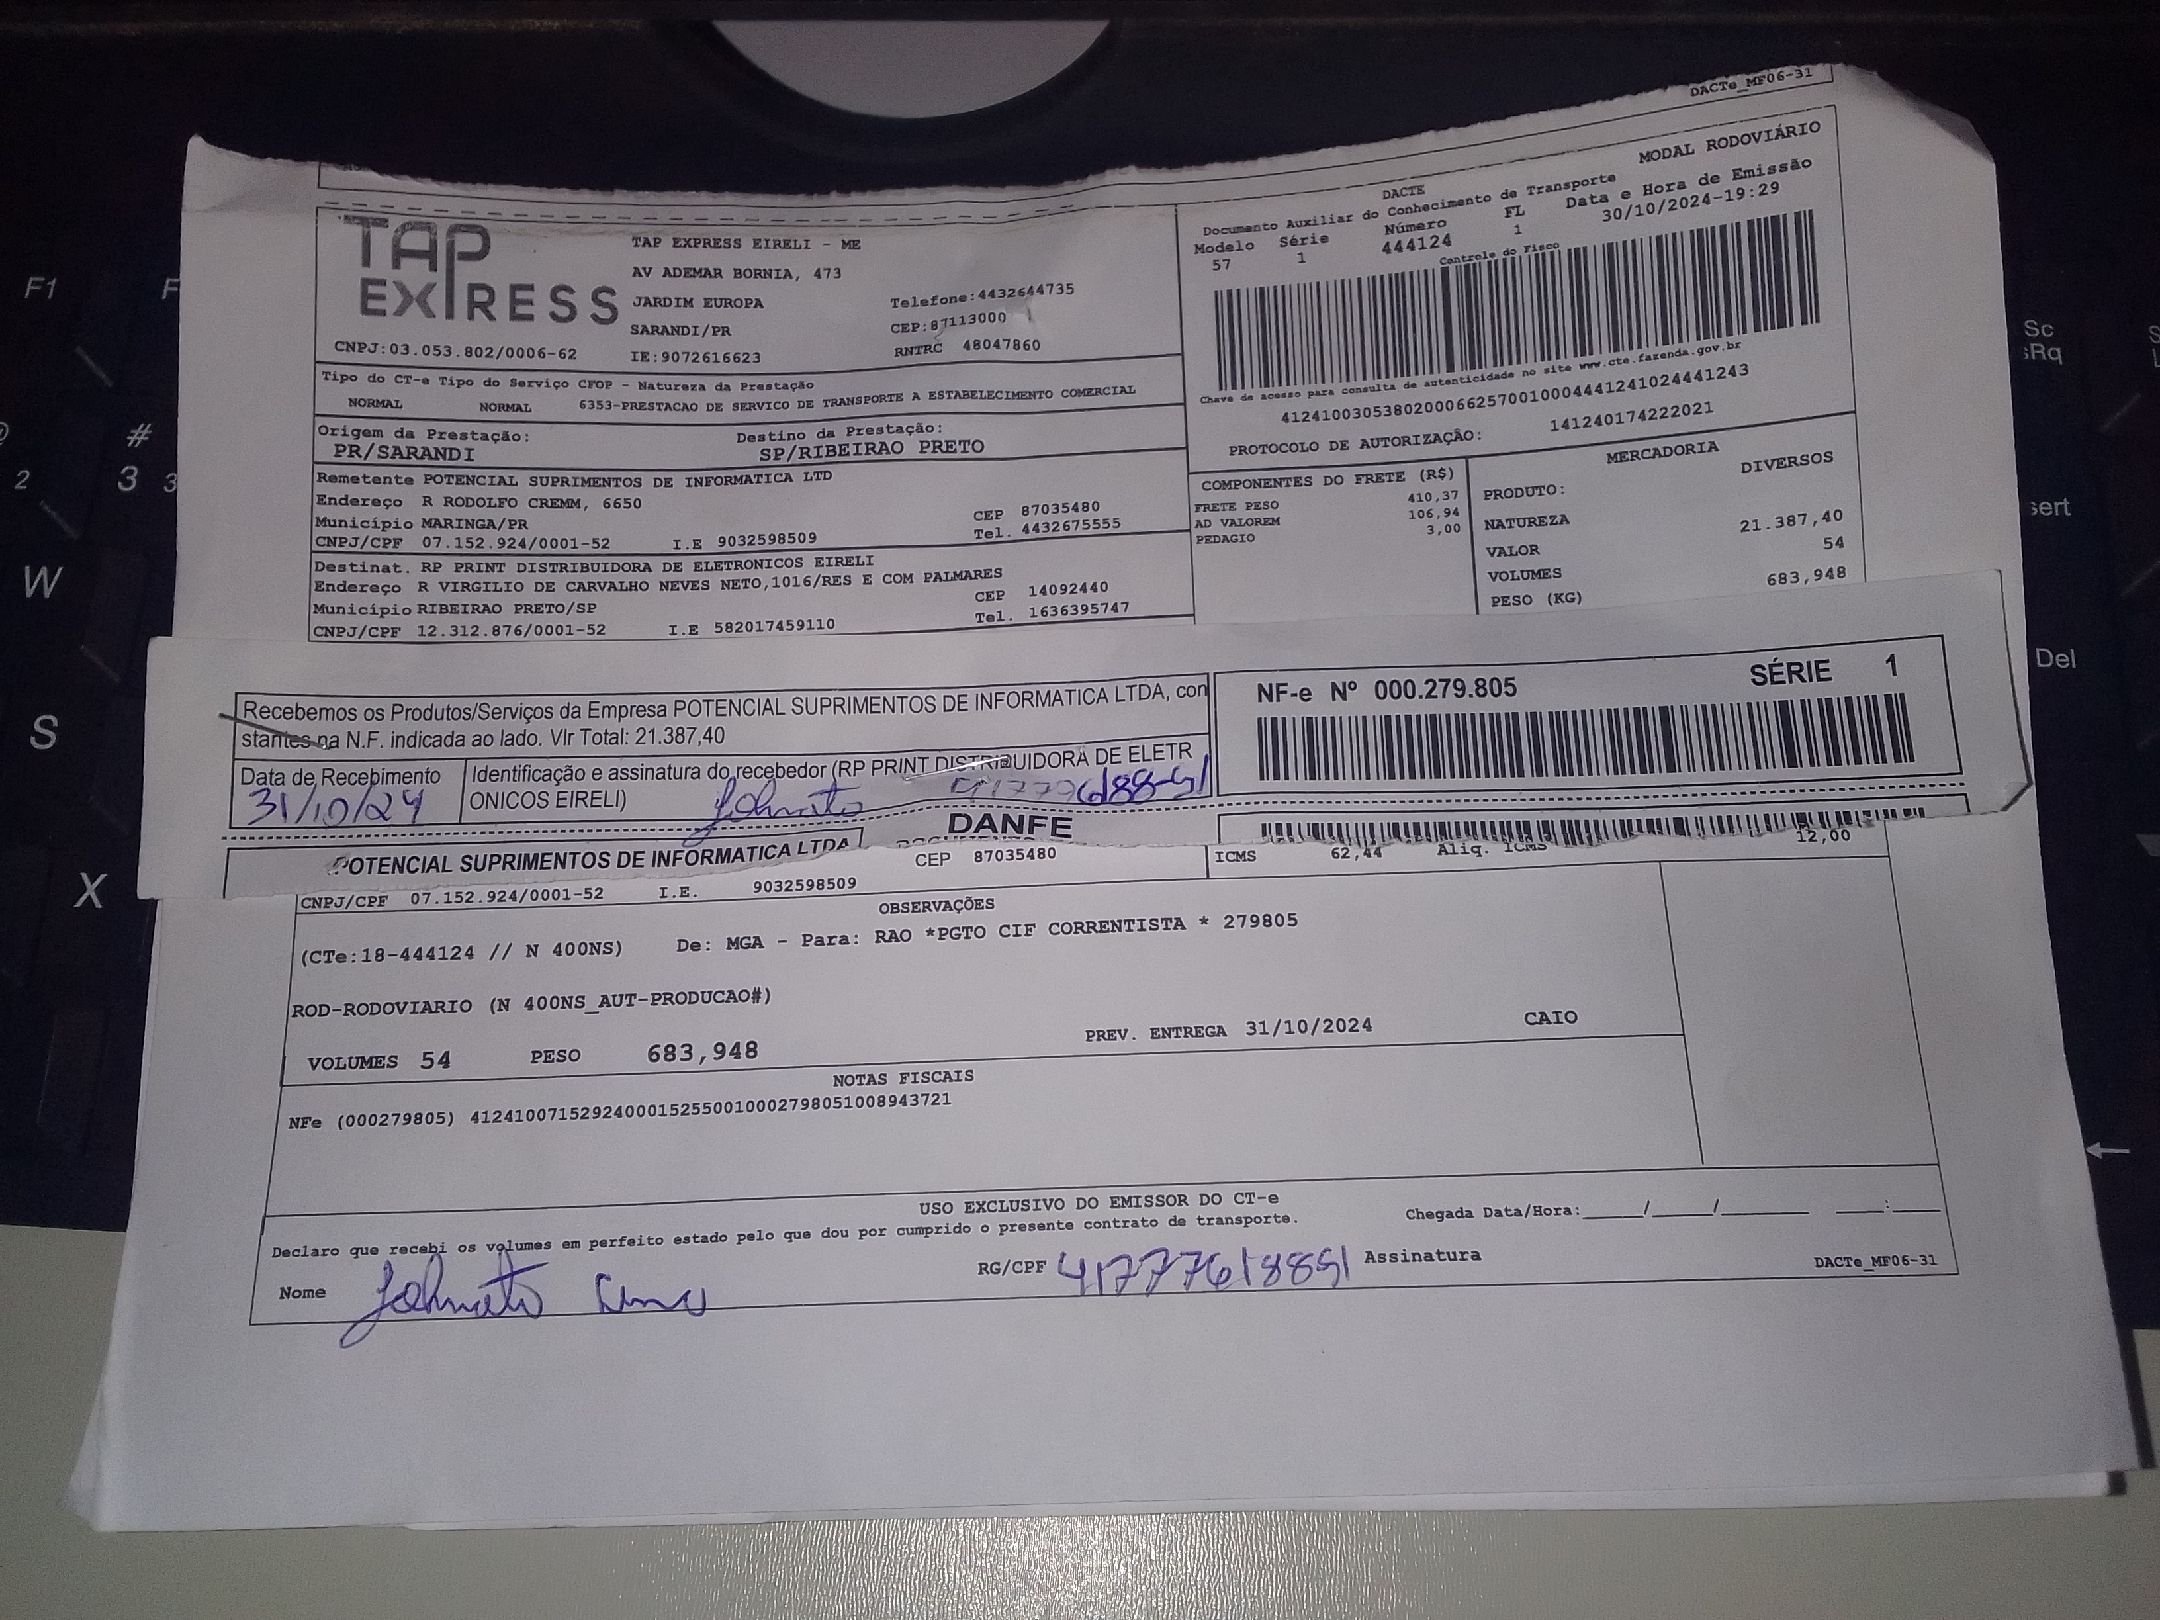 DACTe_MF06-31
TAP
EXPRESS
TAP EXPRESS EIRELI - ME
AV ADEMAR BORNIA, 473
JARDIM EUROPA Telefone:4432644735
SARANDI/PR CEP:87113000
CNPJ:03.053.802/0006-62 IE:9072616623 RNTRC 48047860
DACTE MODAL RODOVIÁRIO
Documento Auxiliar do Conhecimento de Transporte
Modelo Série Número FL Data e Hora de Emissão
57 1 444124 1 30/10/2024-19:29
Controle do Fisco
Chave de acesso para consulta de autenticidade no site www.cte.fazenda.gov.br
41241003053802000662570010004441241024441243
PROTOCOLO DE AUTORIZAÇÃO: 141240174222021
Tipo do CT-e Tipo do Serviço CFOP - Natureza da Prestação
NORMAL NORMAL 6353-PRESTACAO DE SERVICO DE TRANSPORTE A ESTABELECIMENTO COMERCIAL
Origem da Prestação: Destino da Prestação:
PR/SARANDI SP/RIBEIRAO PRETO
Remetente POTENCIAL SUPRIMENTOS DE INFORMATICA LTD
Endereço R RODOLFO CREMM, 6650 CEP 87035480
Município MARINGA/PR Tel. 4432675555
CNPJ/CPF 07.152.924/0001-52 I.E 9032598509
Destinat. RP PRINT DISTRIBUIDORA DE ELETRONICOS EIRELI
Endereço R VIRGILIO DE CARVALHO NEVES NETO,1016/RES E COM PALMARES
Município RIBEIRAO PRETO/SP CEP 14092440
CNPJ/CPF 12.312.876/0001-52 I.E 582017459110 Tel. 1636395747
COMPONENTES DO FRETE (R$)
FRETE PESO 410,37
AD VALOREM 106,94
PEDAGIO 3,00
MERCADORIA
PRODUTO: DIVERSOS
NATUREZA
VALOR 21.387,40
VOLUMES 54
PESO (KG) 683,948
Recebemos os Produtos/Serviços da Empresa POTENCIAL SUPRIMENTOS DE INFORMATICA LTDA, con
stantes na N.F. indicada ao lado. Vlr Total: 21.387,40
NF-e Nº 000.279.805 SÉRIE 1
Data de Recebimento Identificação e assinatura do recebedor (RP PRINT DISTRIBUIDORA DE ELETR
31/10/24 ONICOS EIRELI)
DANFE
POTENCIAL SUPRIMENTOS DE INFORMATICA LTDA
CEP 87035480 ICMS 62,44 Aliq. ICMS 12,00
CNPJ/CPF 07.152.924/0001-52 I.E. 9032598509
OBSERVAÇÕES
(CTe:18-444124 // N 400NS) De: MGA - Para: RAO *PGTO CIF CORRENTISTA * 279805
ROD-RODOVIARIO (N 400NS_AUT-PRODUCAO#)
VOLUMES 54 PESO 683,948 PREV. ENTREGA 31/10/2024 CAIO
NOTAS FISCAIS
NFe (000279805) 41241007152924000152550010002798051008943721
USO EXCLUSIVO DO EMISSOR DO CT-e
Declaro que recebi os volumes em perfeito estado pelo que dou por cumprido o presente contrato de transporte. Chegada Data/Hora:_____/_____/_______ ____:____
Nome RG/CPF 41777618851 Assinatura
DACTe_MF06-31
F1
F
#
3
2
W
S
X
Sc
Del